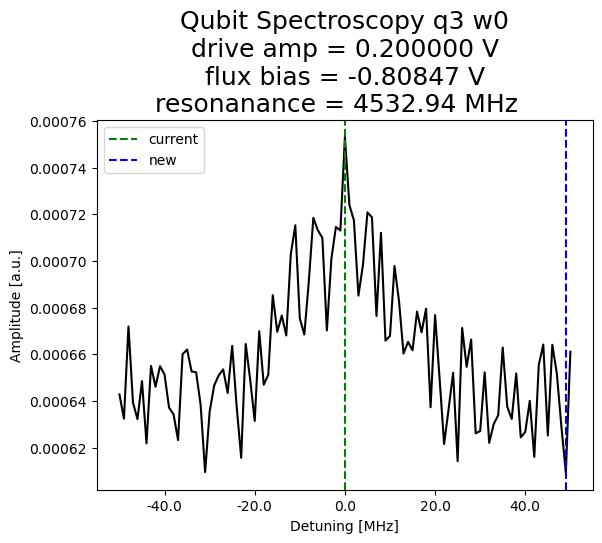 Qubit Spectroscopy q3 w0
drive amp = 0.200000 V
flux bias = -0.80847 V
resonanance = 4532.94 MHz
0.00076
0.00074
0.00072
0.00070
0.00068
0.00066
0.00064
0.00062
Amplitude [a.u.]
current
new
-40.0
-20.0
0.0
20.0
40.0
Detuning [MHz]